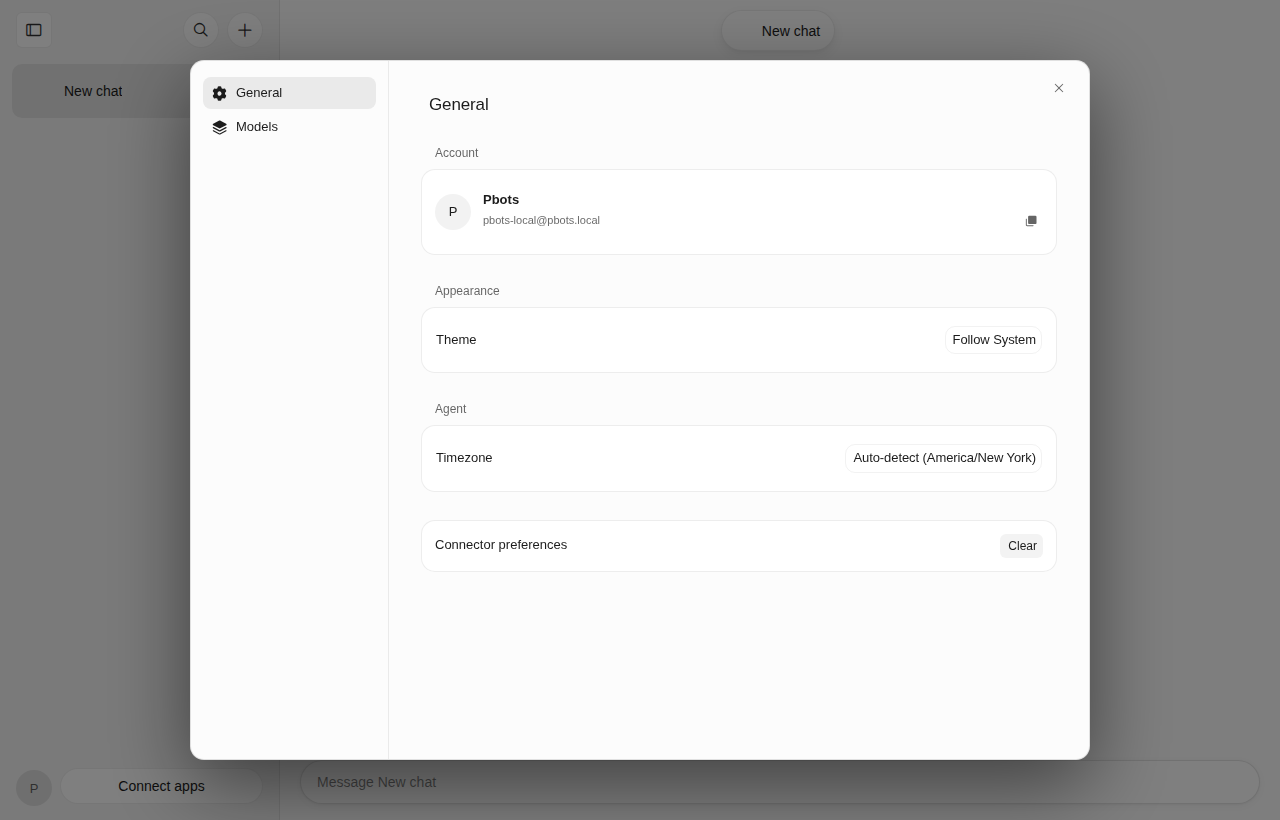 New chat
New chat
General
Models
General
Account
P
Pbots
pbots-local@pbots.local
Appearance
Theme
Follow System
Agent
Timezone
Auto-detect (America/New York)
Connector preferences
Clear
P
Connect apps
Message New chat